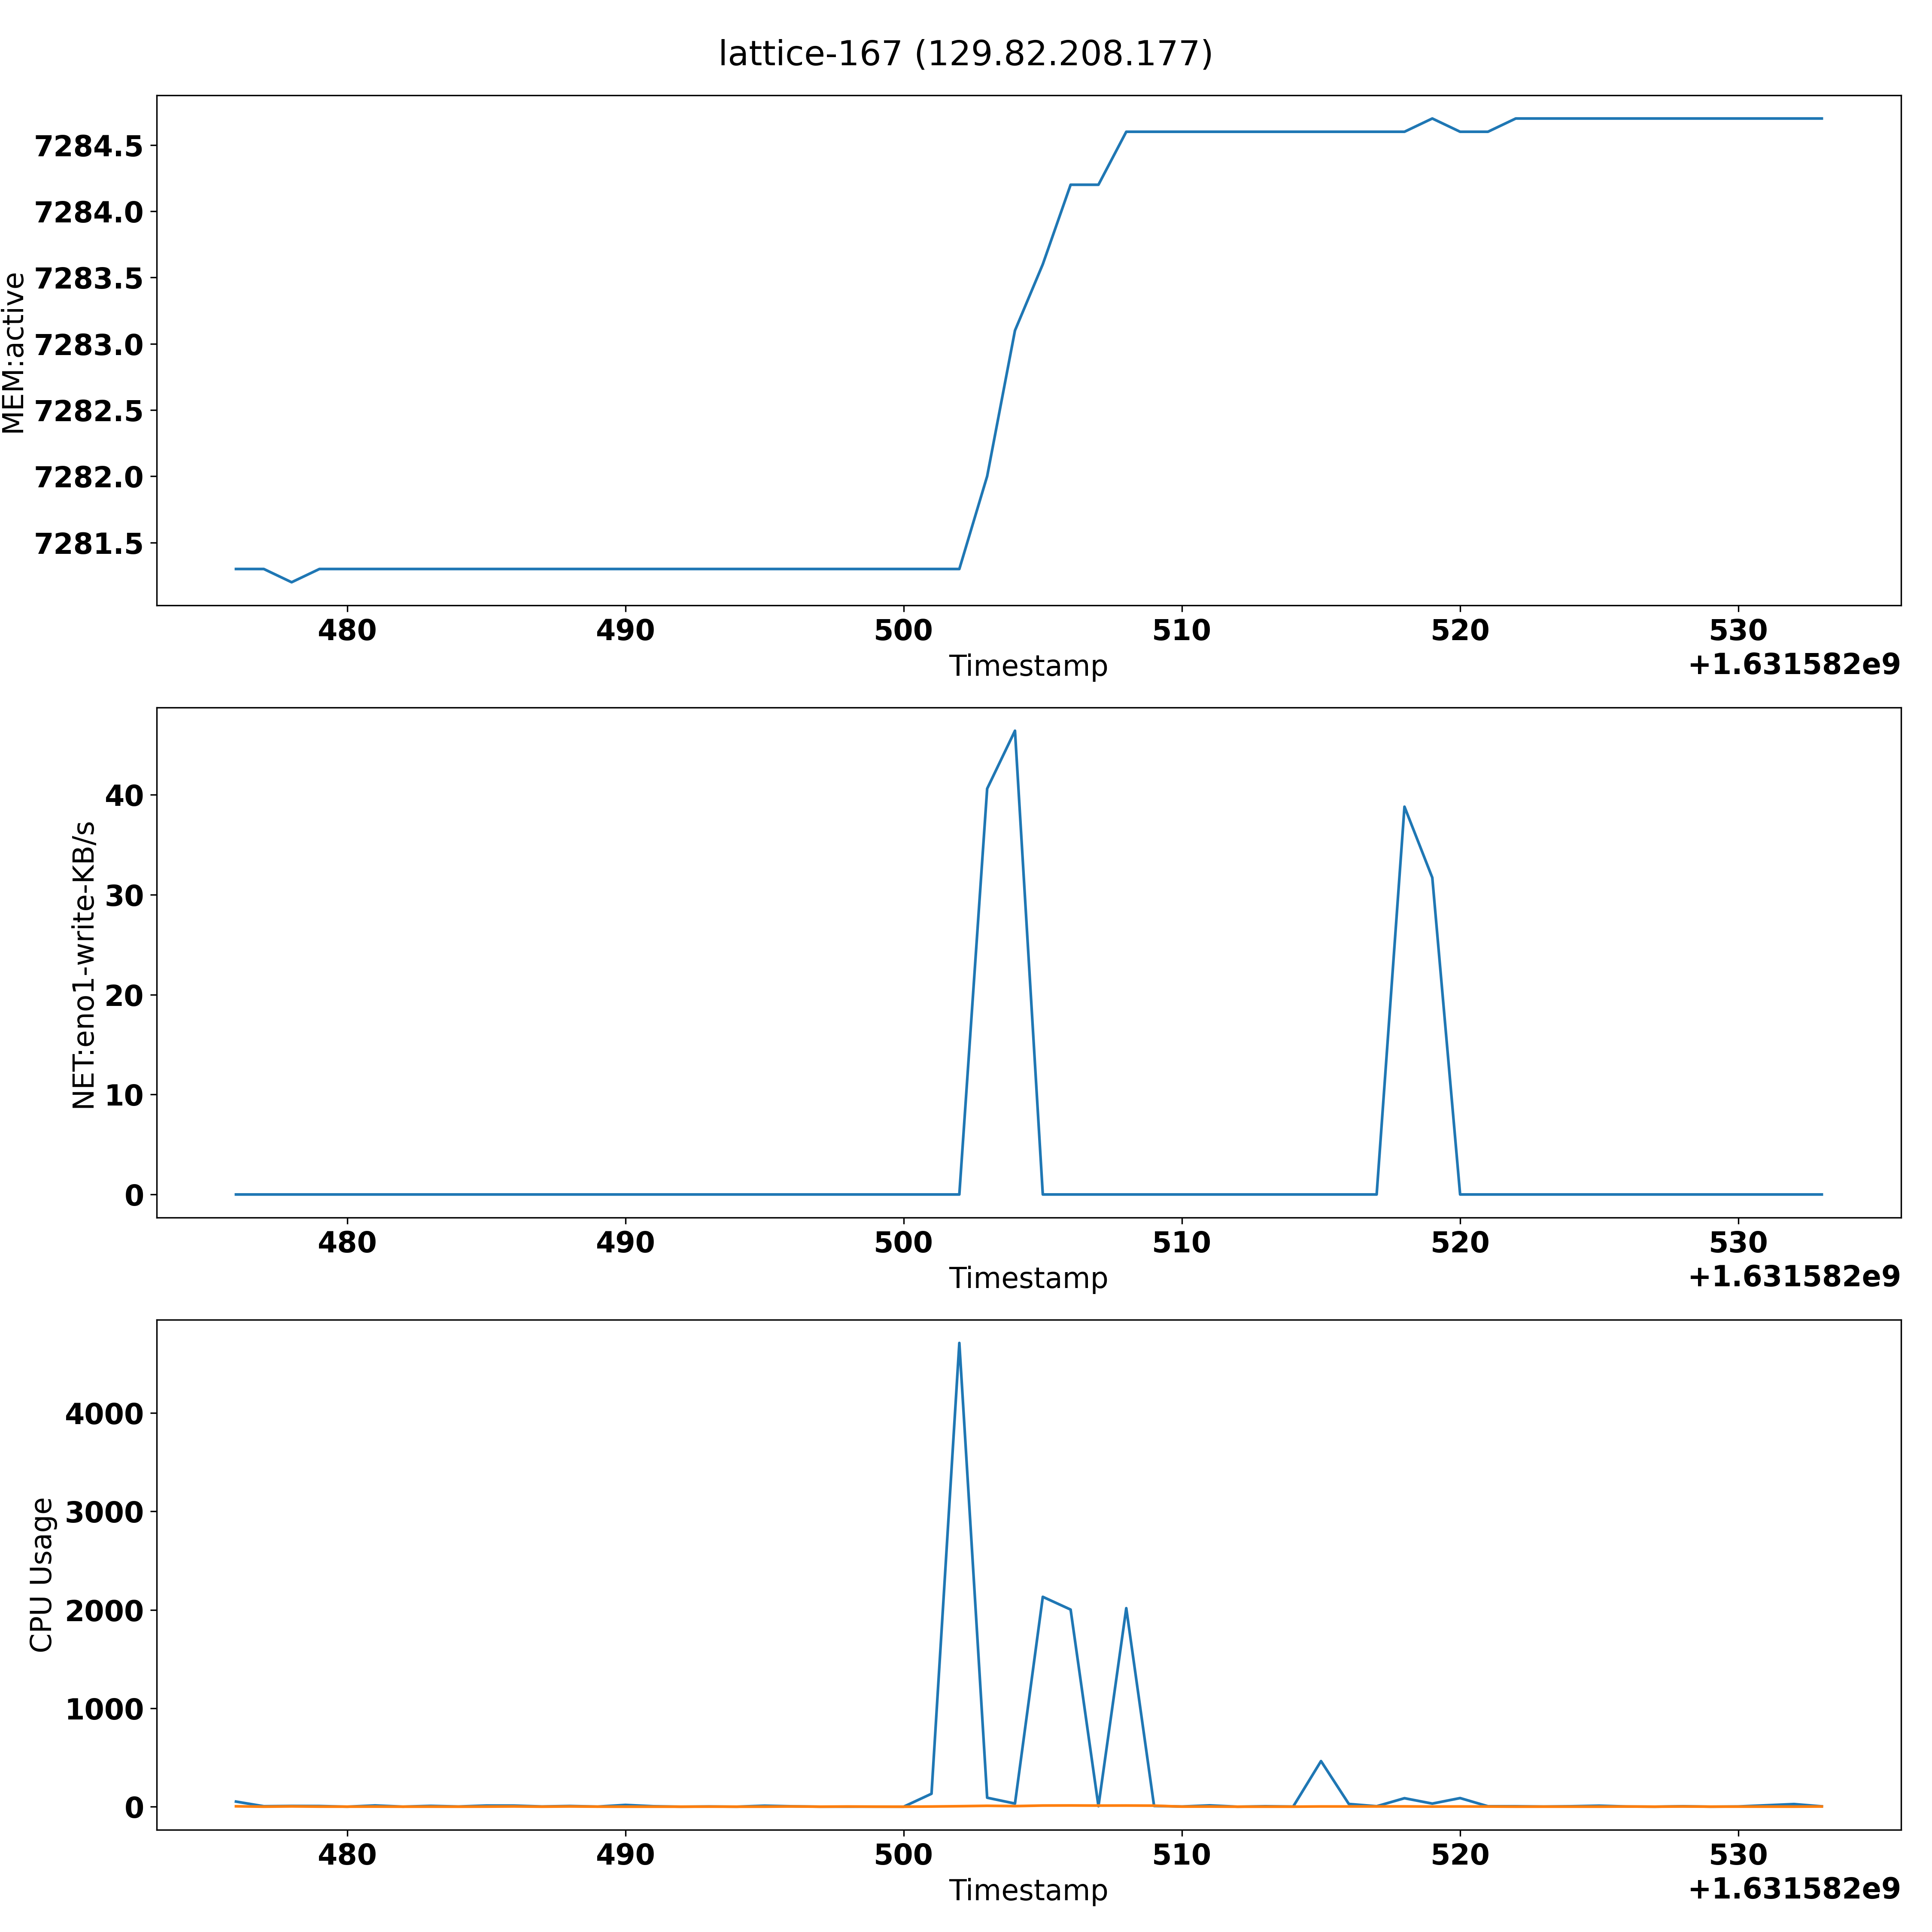 lattice-167 (129.82.208.177)
7284.5
7284.0
7283.5
7283.0
7282.5
7282.0
7281.5
MEM:active
480 490 500 510 520 530
Timestamp
+1.631582e9
40
30
20
10
0
NET:eno1-write-KB/s
480 490 500 510 520 530
Timestamp
+1.631582e9
4000
3000
2000
1000
0
CPU Usage
480 490 500 510 520 530
Timestamp
+1.631582e9